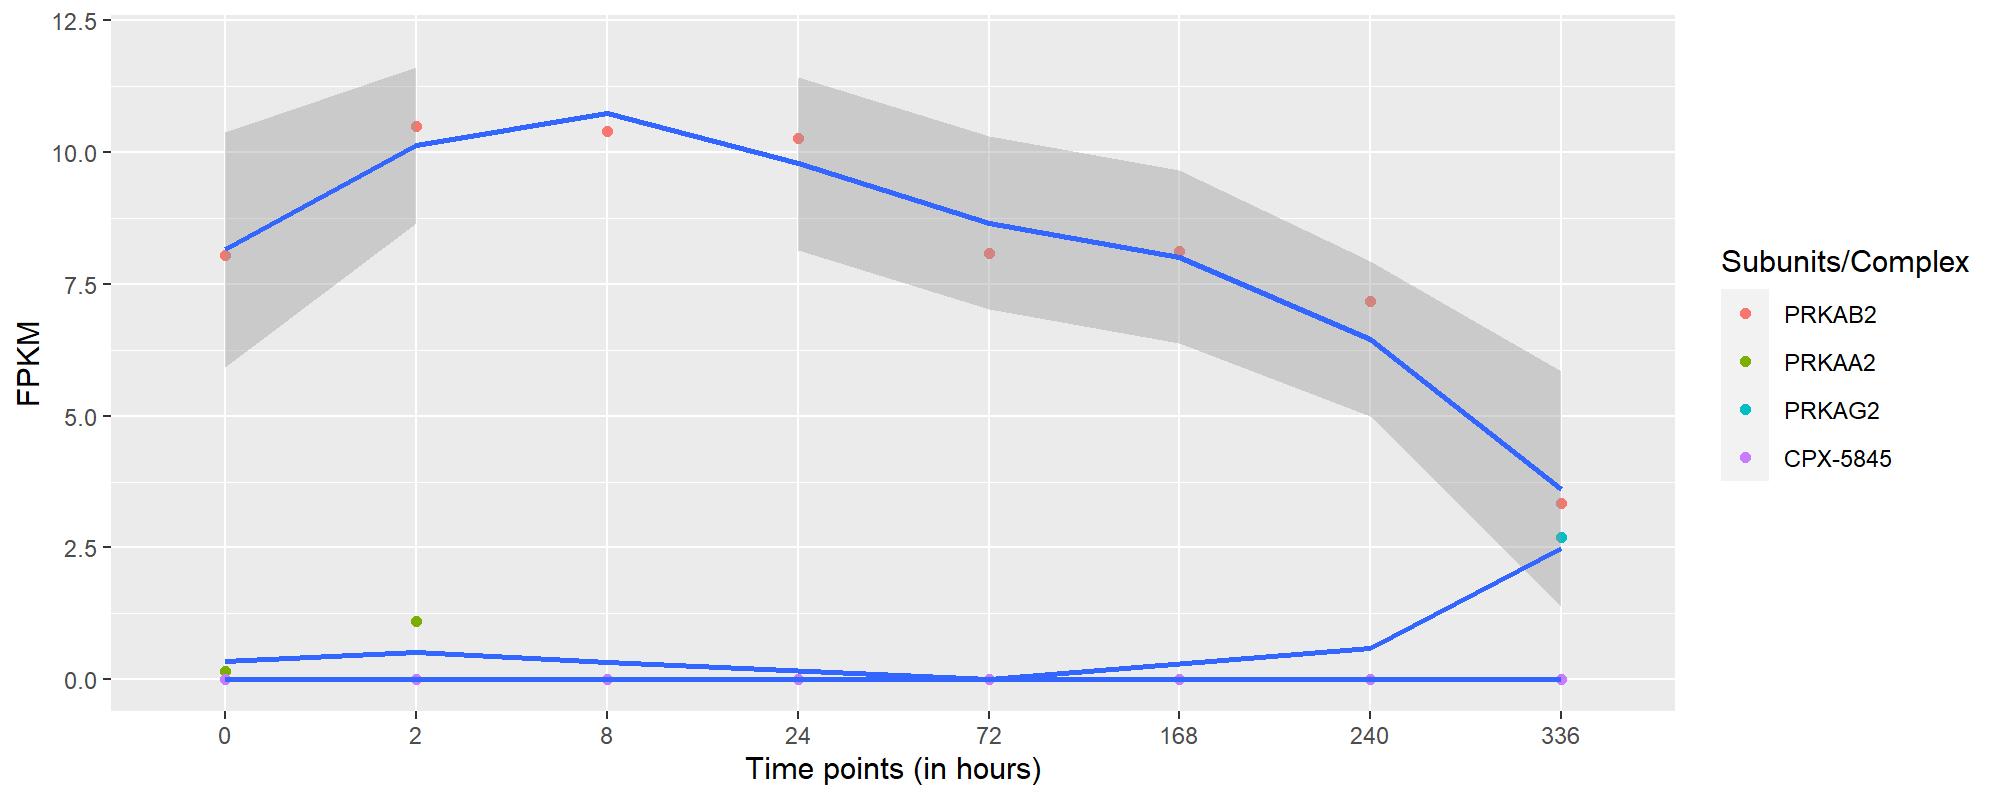 12.5
10.0
7.5
5.0
2.5
0.0
FPKM
0 2 8 24 72 168 240 336
Time points (in hours)
Subunits/Complex
PRKAB2
PRKAA2
PRKAG2
CPX-5845